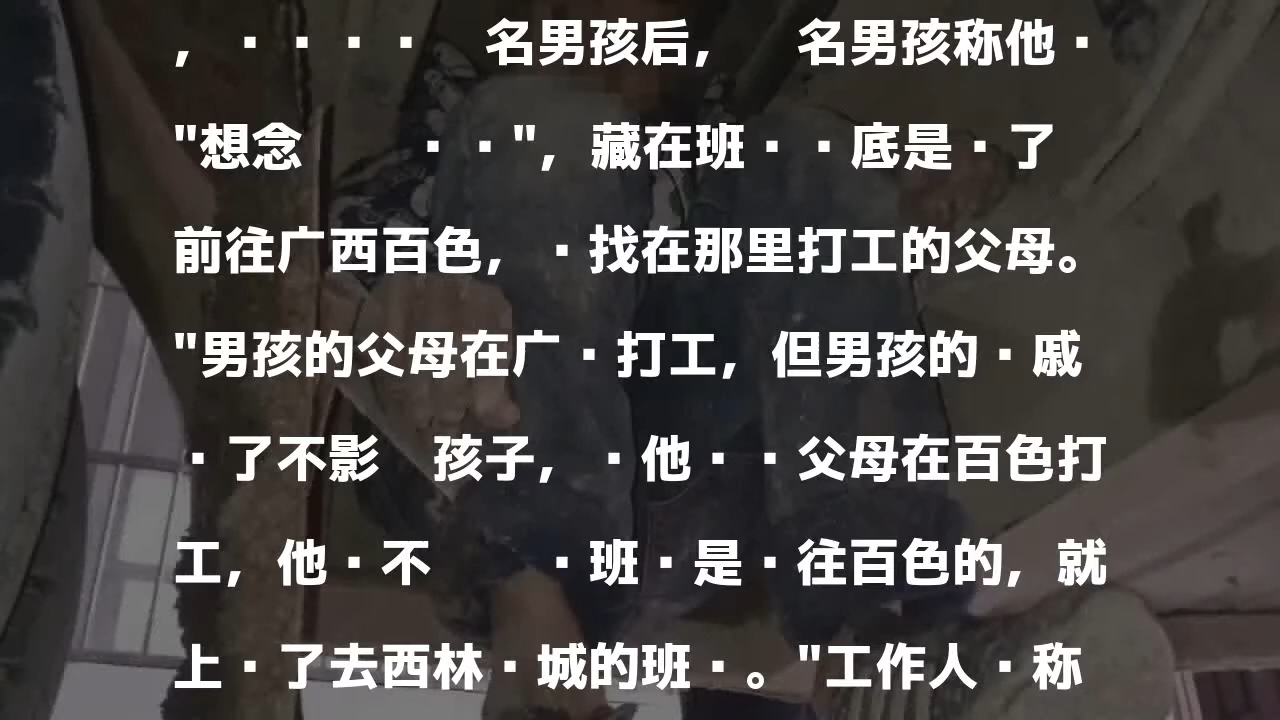 , · · · · 名男孩后, 名男孩称他 ·
"想念 · · ", 藏在班 · · 底是 · 了
前往广西百色, · 找在那里打工的父母。
"男孩的父母在广 · 打工, 但男孩的 · 戚
· 了不影 孩子, · 他 · · 父母在百色打
工, 他 · 不 · 班 · 是 · 往百色的, 就
上 · 了去西林 · 城的班 · 。"工作人 · 称